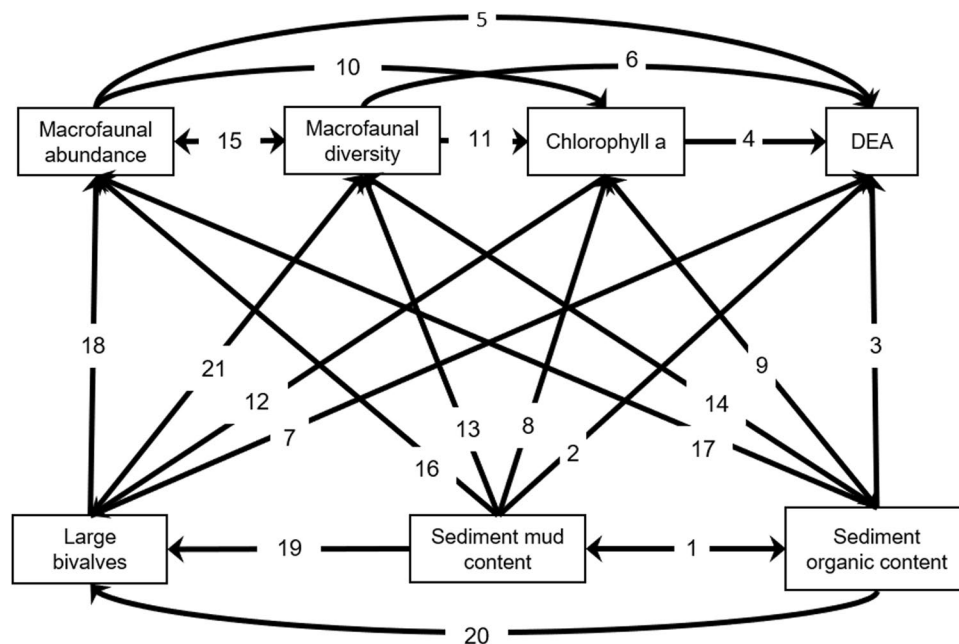 5
10
6
Macrofaunal
abundance
15
Macrofaunal
diversity
11
Chlorophyll a
4
DEA
18
21
12
7
16
13
8
2
17
14
9
3
Large
bivalves
19
Sediment mud
content
1
Sediment
organic content
20